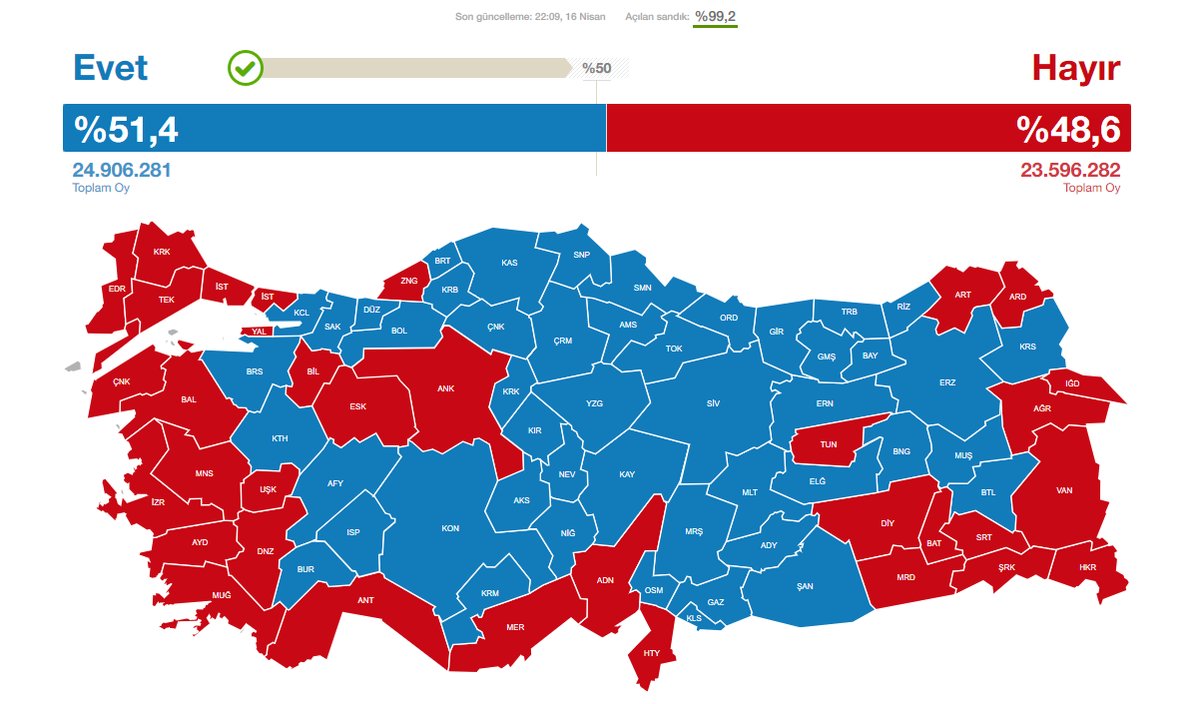 Son güncelleme: 22:09, 16 Nisan Açılan sandık: %99,2
Evet %50 Hayır
%51,4 %48,6
24.906.281 23.596.282
Toplam Oy Toplam Oy
KRK
EDR TEK İST İST
KCL YAL SAK DÜZ BOL
ZNG BRT KRB KAS SNP
ÇNK ÇRM SMN AMS TOK ORD
GİR TRB GMŞ BAY RİZ
ART ARD KRS
ÇNK BAL BRS BİL ESK ANK
KRK YZG SİV ERN ERZ
IĞD AĞR
KTH KIR TUN BNG MUŞ
MNS UŞK AFY NEV KAY ELĞ BTL VAN
İZR AKS MLT
AYD DNZ ISP KON NİĞ MRŞ ADY DİY BAT SRT
MUĞ BUR KRM ADN OSM GAZ ŞAN MRD ŞRK HKR
ANT MER KLS
HTY